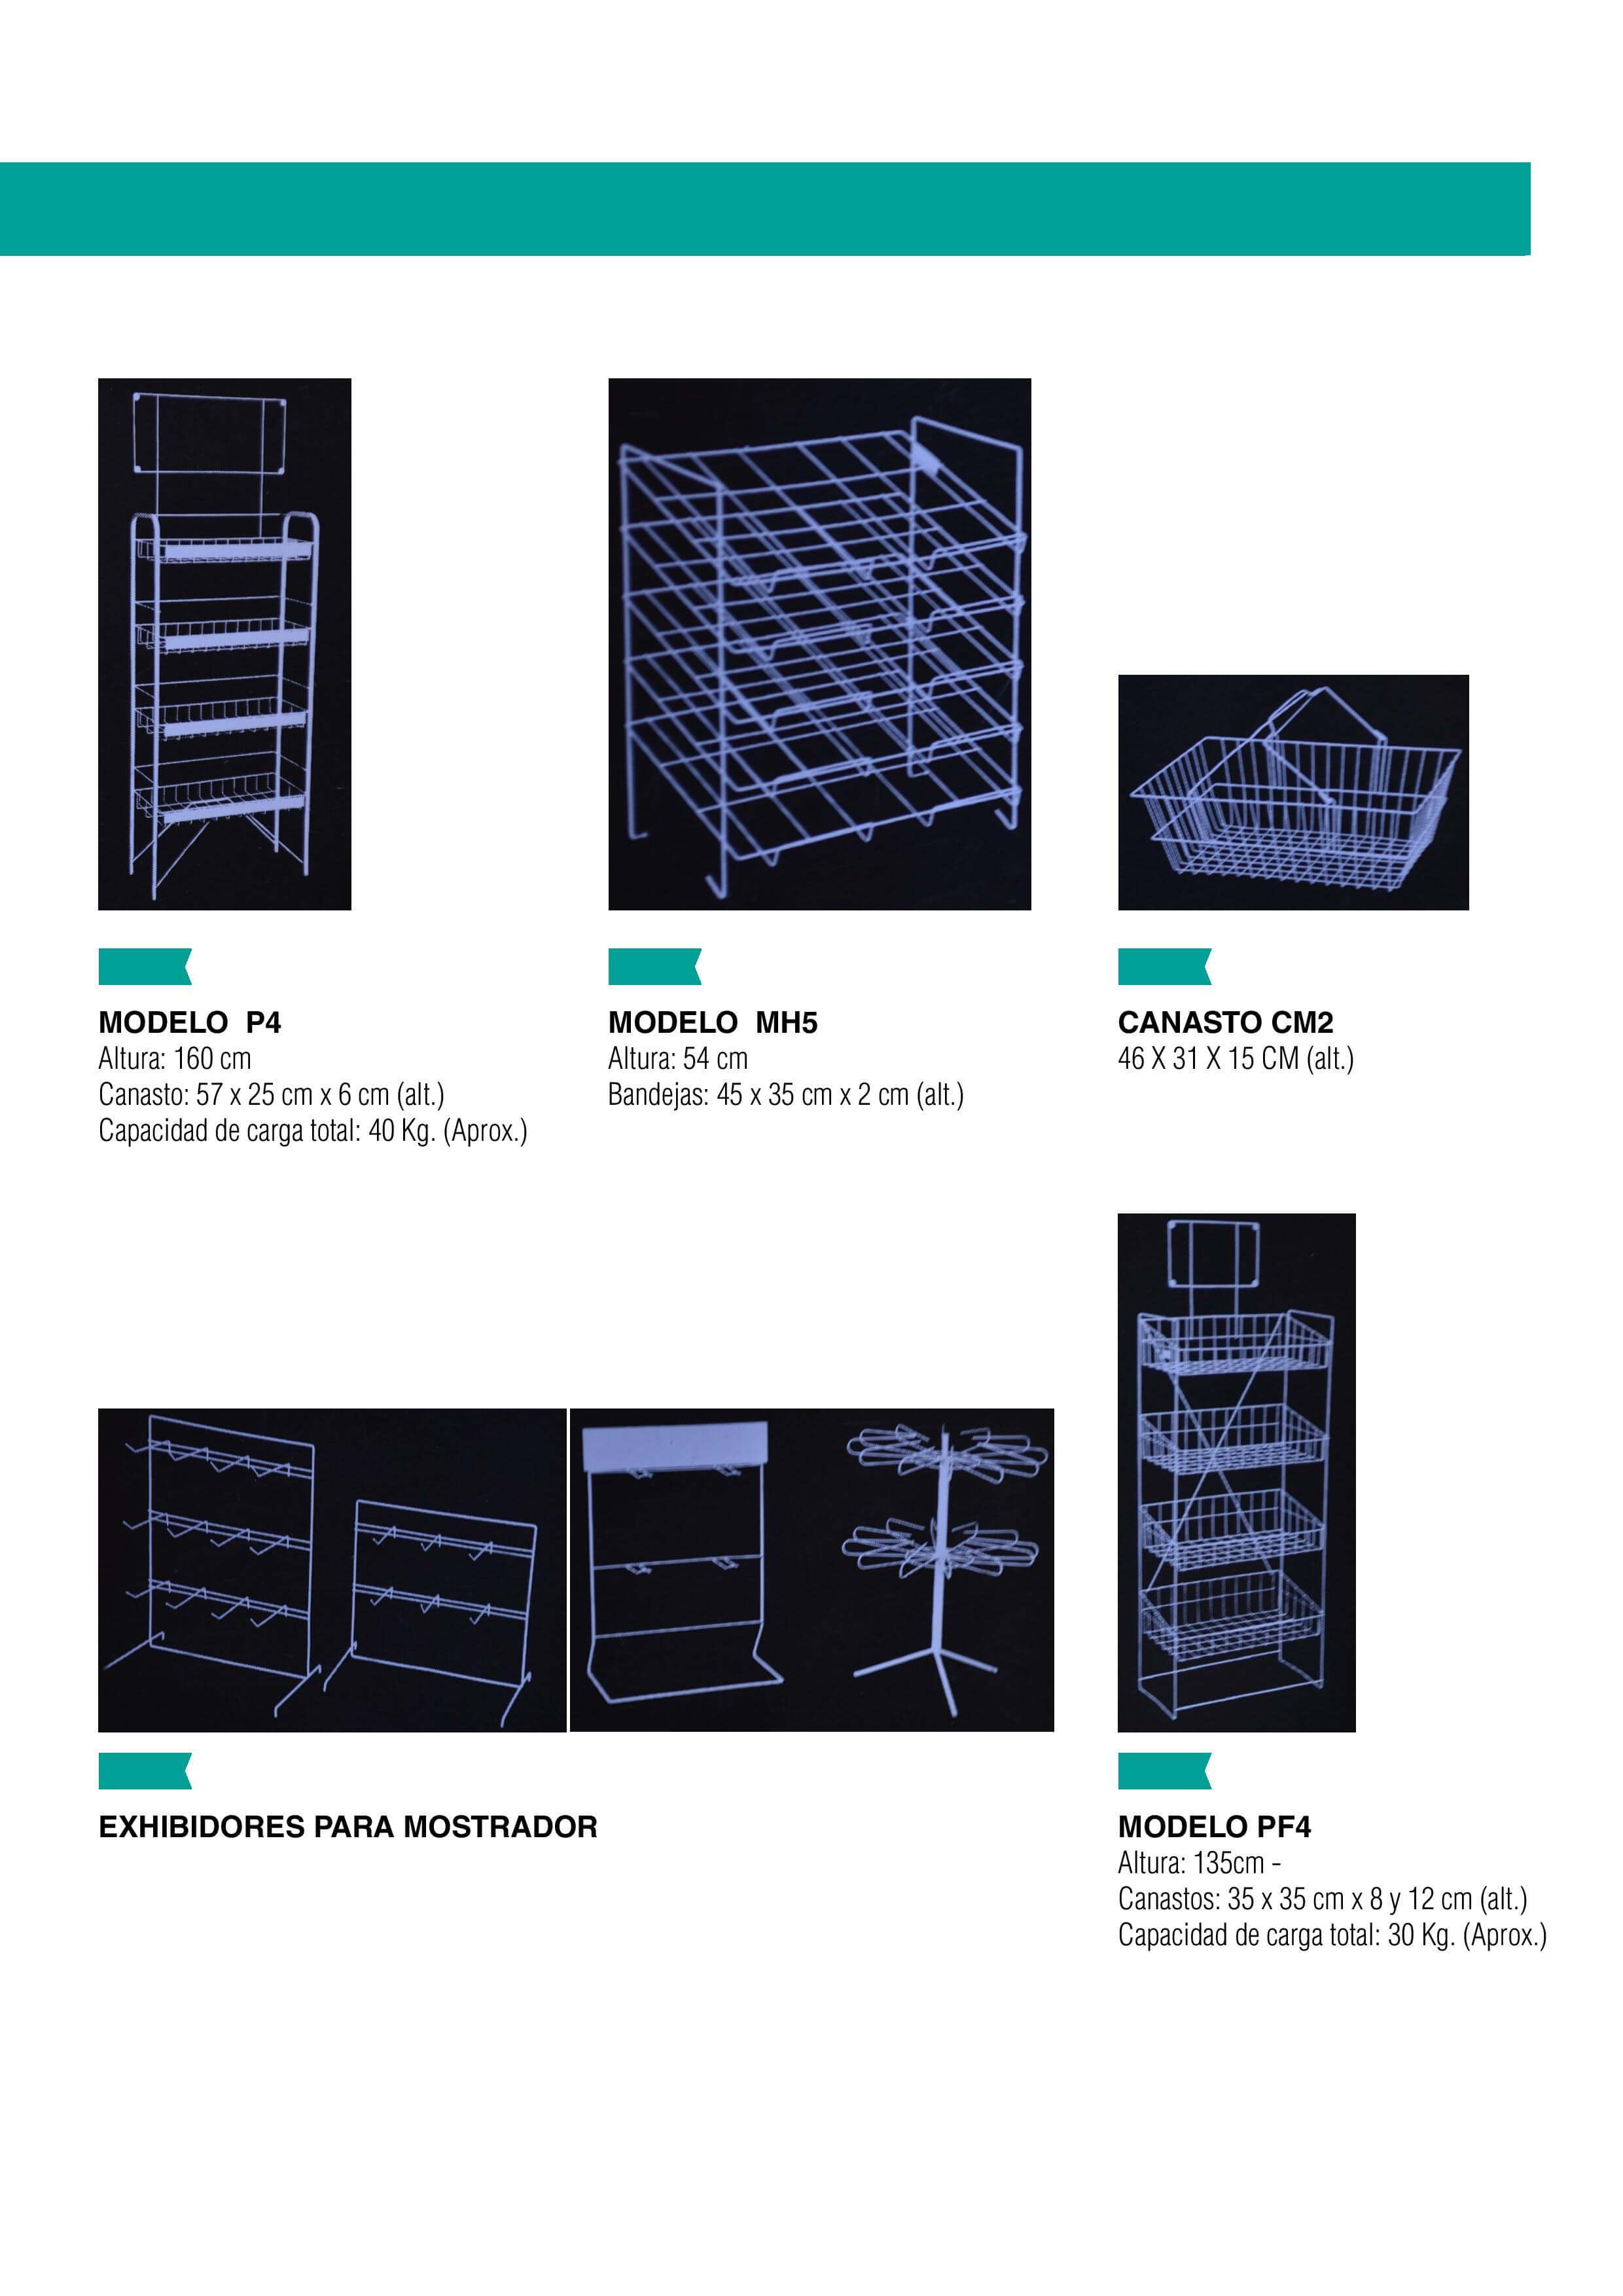 MODELO  P4
Altura: 160 cm
Canasto: 57 x 25 cm x 6 cm (alt.)
Capacidad de carga total: 40 Kg. (Aprox.)
MODELO  MH5
Altura: 54 cm
Bandejas: 45 x 35 cm x 2 cm (alt.)
CANASTO CM2
46 X 31 X 15 CM (alt.)
EXHIBIDORES PARA MOSTRADOR
MODELO PF4
Altura: 135cm -
Canastos: 35 x 35 cm x 8 y 12 cm (alt.)
Capacidad de carga total: 30 Kg. (Aprox.)